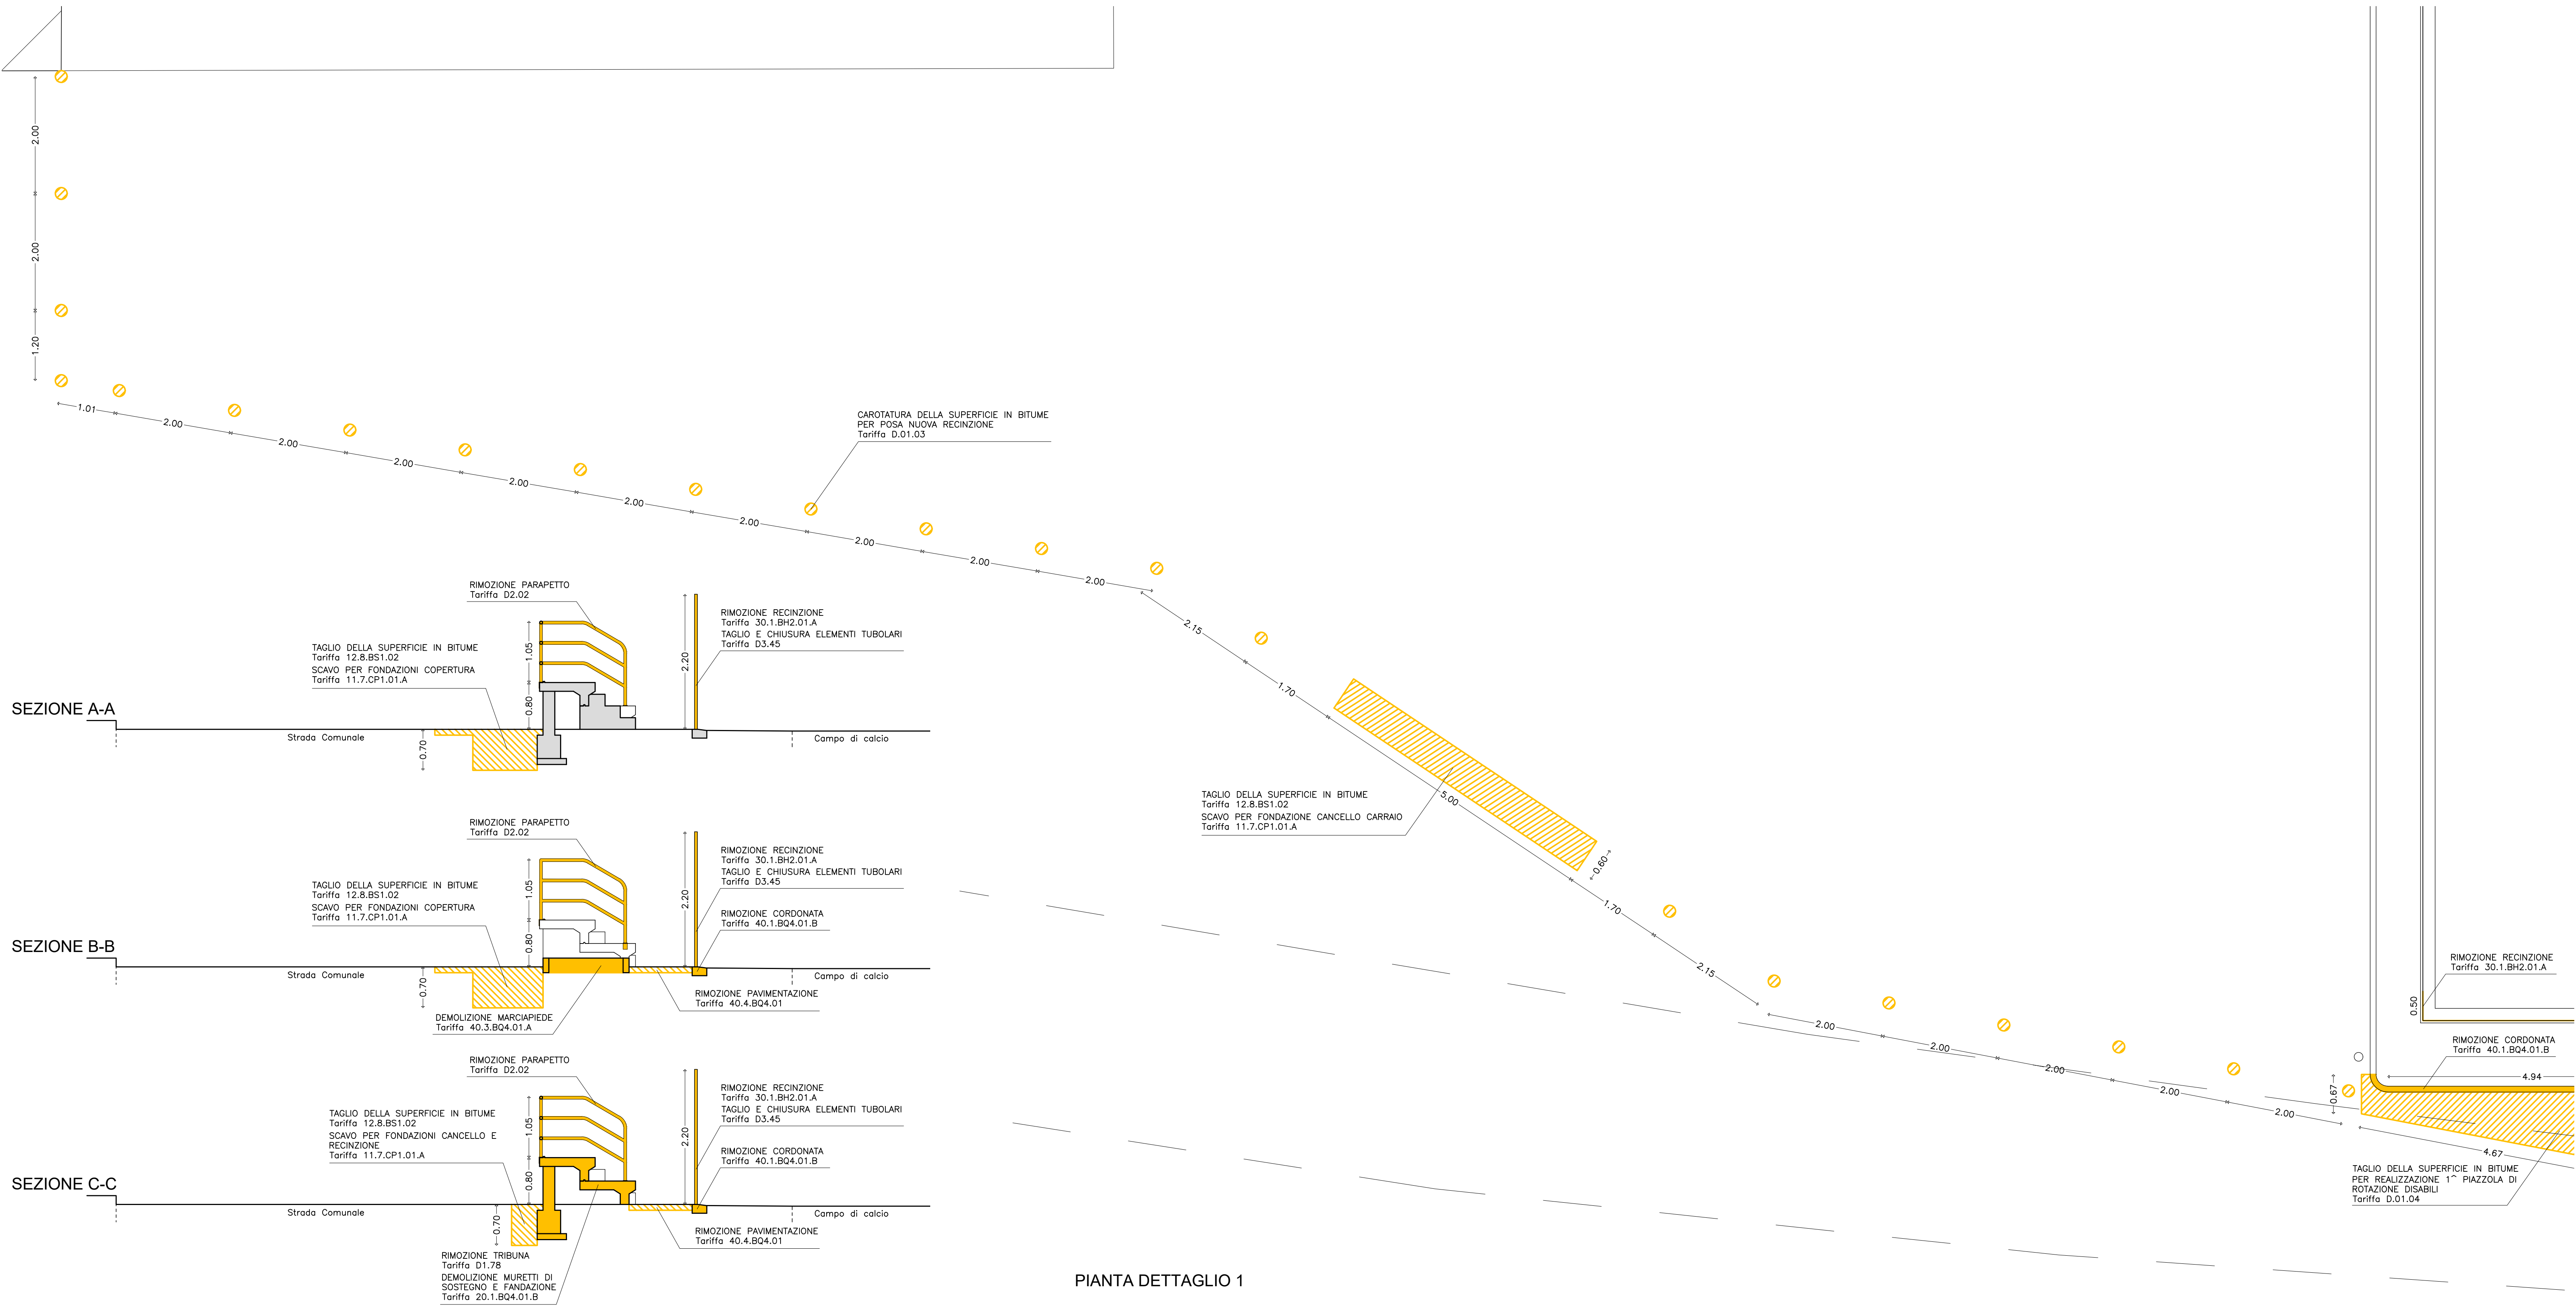 2.00
2.00
1.20
1.01
2.00
2.00
2.00
2.00
2.00
2.00
2.00
2.00
2.00
CAROTATURA DELLA SUPERFICIE IN BITUME
PER POSA NUOVA RECINZIONE
Tariffa D.01.03
2.15
1.70
5.00
0.60
1.70
2.15
TAGLIO DELLA SUPERFICIE IN BITUME
Tariffa 12.8.BS1.02
SCAVO PER FONDAZIONE CANCELLO CARRAIO
Tariffa 11.7.CP1.01.A
2.00
2.00
2.00
2.00
2.00
RIMOZIONE RECINZIONE
Tariffa 30.1.BH2.01.A
0.50
RIMOZIONE CORDONATA
Tariffa 40.1.BQ4.01.B
4.94
0.67
4.67
TAGLIO DELLA SUPERFICIE IN BITUME
PER REALIZZAZIONE 1^ PIAZZOLA DI
ROTAZIONE DISABILI
Tariffa D.01.04
RIMOZIONE PARAPETTO
Tariffa D2.02
RIMOZIONE RECINZIONE
Tariffa 30.1.BH2.01.A
TAGLIO E CHIUSURA ELEMENTI TUBOLARI
Tariffa D3.45
TAGLIO DELLA SUPERFICIE IN BITUME
Tariffa 12.8.BS1.02
SCAVO PER FONDAZIONI COPERTURA
Tariffa 11.7.CP1.01.A
1.05
0.80
2.20
0.70
SEZIONE A-A
Strada Comunale
Campo di calcio
RIMOZIONE PARAPETTO
Tariffa D2.02
RIMOZIONE RECINZIONE
Tariffa 30.1.BH2.01.A
TAGLIO E CHIUSURA ELEMENTI TUBOLARI
Tariffa D3.45
TAGLIO DELLA SUPERFICIE IN BITUME
Tariffa 12.8.BS1.02
SCAVO PER FONDAZIONI COPERTURA
Tariffa 11.7.CP1.01.A
RIMOZIONE CORDONATA
Tariffa 40.1.BQ4.01.B
1.05
0.80
2.20
0.70
SEZIONE B-B
Strada Comunale
Campo di calcio
RIMOZIONE PAVIMENTAZIONE
Tariffa 40.4.BQ4.01
DEMOLIZIONE MARCIAPIEDE
Tariffa 40.3.BQ4.01.A
RIMOZIONE PARAPETTO
Tariffa D2.02
RIMOZIONE RECINZIONE
Tariffa 30.1.BH2.01.A
TAGLIO E CHIUSURA ELEMENTI TUBOLARI
Tariffa D3.45
TAGLIO DELLA SUPERFICIE IN BITUME
Tariffa 12.8.BS1.02
SCAVO PER FONDAZIONI CANCELLO E
RECINZIONE
Tariffa 11.7.CP1.01.A
RIMOZIONE CORDONATA
Tariffa 40.1.BQ4.01.B
1.05
0.80
2.20
0.70
SEZIONE C-C
Strada Comunale
Campo di calcio
RIMOZIONE PAVIMENTAZIONE
Tariffa 40.4.BQ4.01
RIMOZIONE TRIBUNA
Tariffa D1.78
DEMOLIZIONE MURETTI DI
SOSTEGNO E FANDAZIONE
Tariffa 20.1.BQ4.01.B
PIANTA DETTAGLIO 1